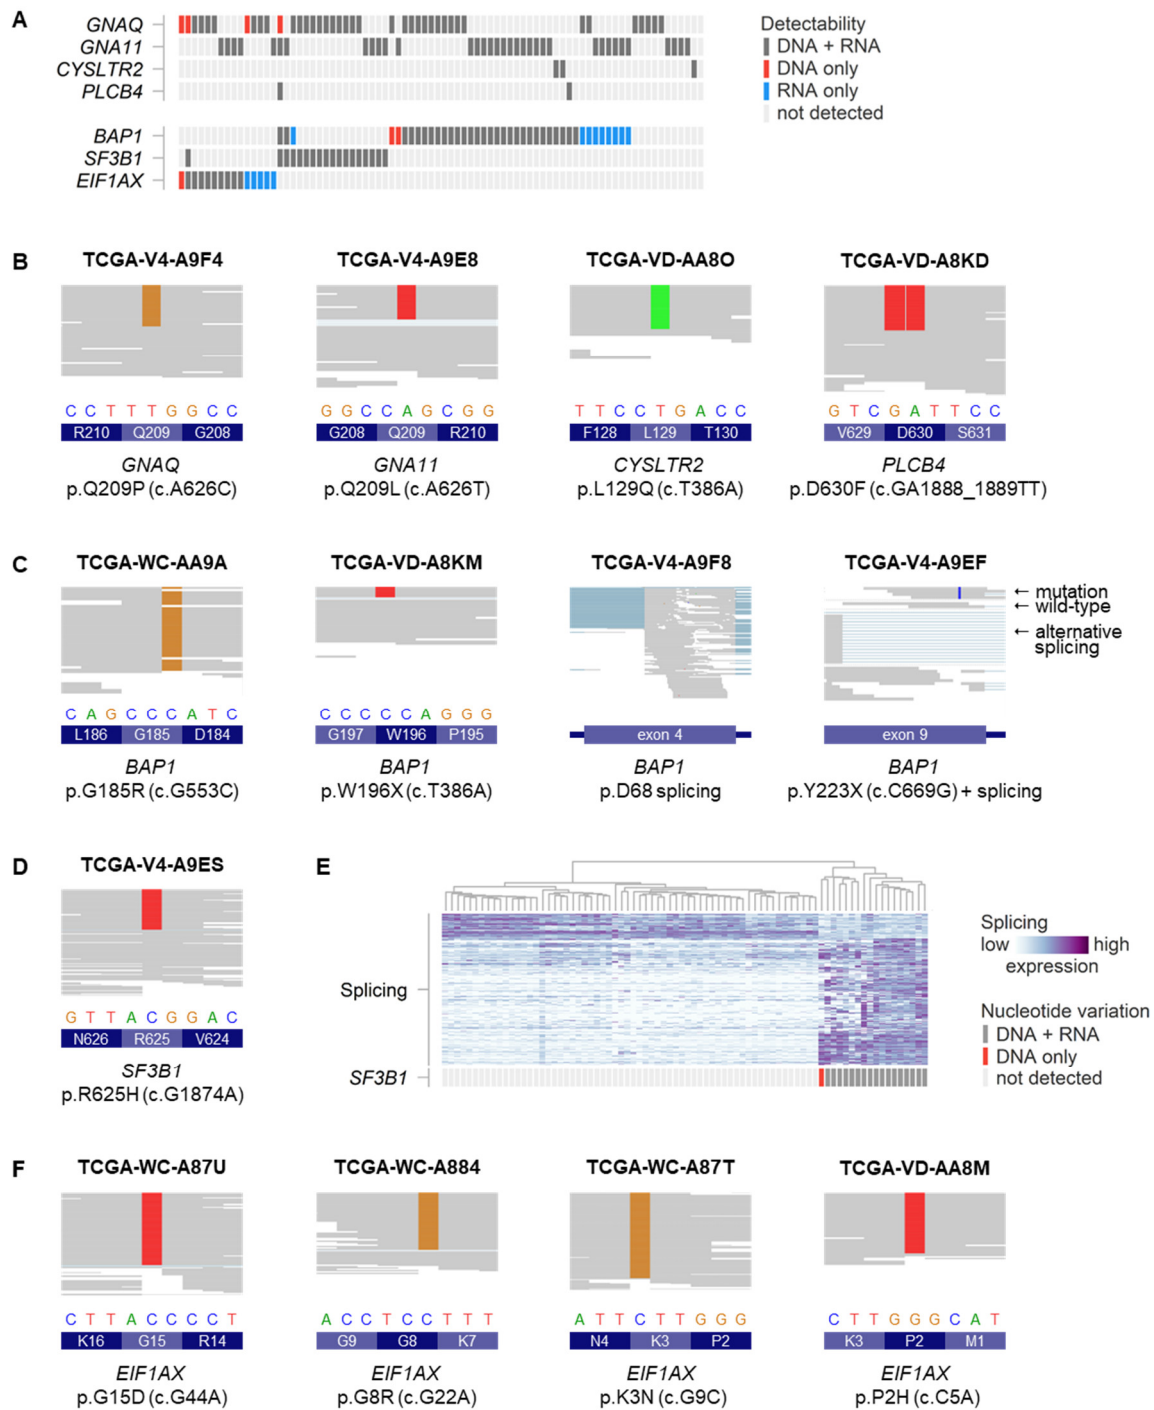 A
GNAQ
GNA11
CYSLTR2
PLCB4
BAP1
SF3B1
EIF1AX
Detectability
DNA + RNA
DNA only
RNA only
not detected
B
TCGA-V4-A9F4
C C T T T G G C C
R210 Q209 G208
GNAQ
p.Q209P (c.A626C)
TCGA-V4-A9E8
G G C C A G C G G
G208 Q209 R210
GNA11
p.Q209L (c.A626T)
TCGA-VD-AA8O
T T C C T G A C C
F128 L129 T130
CYSLTR2
p.L129Q (c.T386A)
TCGA-VD-A8KD
G T C G A T T C C
V629 D630 S631
PLCB4
p.D630F (c.GA1888_1889TT)
C
TCGA-WC-AA9A
C A G C C C A T C
L186 G185 D184
BAP1
p.G185R (c.G553C)
TCGA-VD-A8KM
C C C C C A G G G
G197 W196 P195
BAP1
p.W196X (c.T386A)
TCGA-V4-A9F8
exon 4
BAP1
p.D68 splicing
TCGA-V4-A9EF
← mutation
← wild-type
← alternative
splicing
exon 9
BAP1
p.Y223X (c.C669G) + splicing
D
TCGA-V4-A9ES
G T T A C G G A C
N626 R625 V624
SF3B1
p.R625H (c.G1874A)
E
Splicing
SF3B1
Splicing
low high
expression
Nucleotide variation
DNA + RNA
DNA only
not detected
F
TCGA-WC-A87U
C T T A C C C C T
K16 G15 R14
EIF1AX
p.G15D (c.G44A)
TCGA-WC-A884
A C C T C C T T T
G9 G8 K7
EIF1AX
p.G8R (c.G22A)
TCGA-WC-A87T
A T T C T T G G G
N4 K3 P2
EIF1AX
p.K3N (c.G9C)
TCGA-VD-AA8M
C T T G G G C A T
K3 P2 M1
EIF1AX
p.P2H (c.C5A)